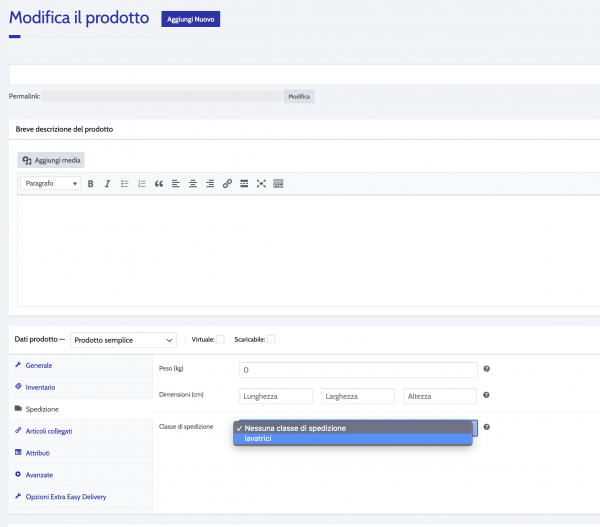 Modifica il prodotto Aggiungi Nuovo
Permalink: Modifica
Breve descrizione del prodotto
Aggiungi media
Paragrafo B I
Dati prodotto — Prodotto semplice Virtuale: Scaricabile:
Generale
Peso (kg) 0
Inventario
Dimensioni (cm) Lunghezza Larghezza Altezza
Spedizione
Articoli collegati
Classe di spedizione Nessuna classe di spedizione
lavatrici
Attributi
Avanzate
Opzioni Extra Easy Delivery